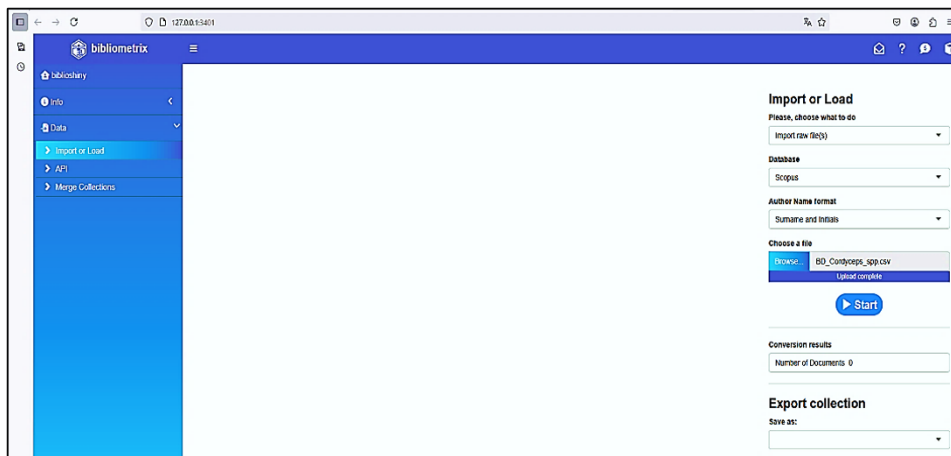 127.0.0.1:3401
bibliometrix
biblioshiny
Info
Data
Import or Load
API
Merge Collections
Import or Load
Please, choose what to do
Import raw file(s)
Database
Scopus
Author Name format
Surname and Initials
Choose a file
Browse... BD_Cordyceps_spp.csv
Upload complete
Start
Conversion results
Number of Documents 0
Export collection
Save as: